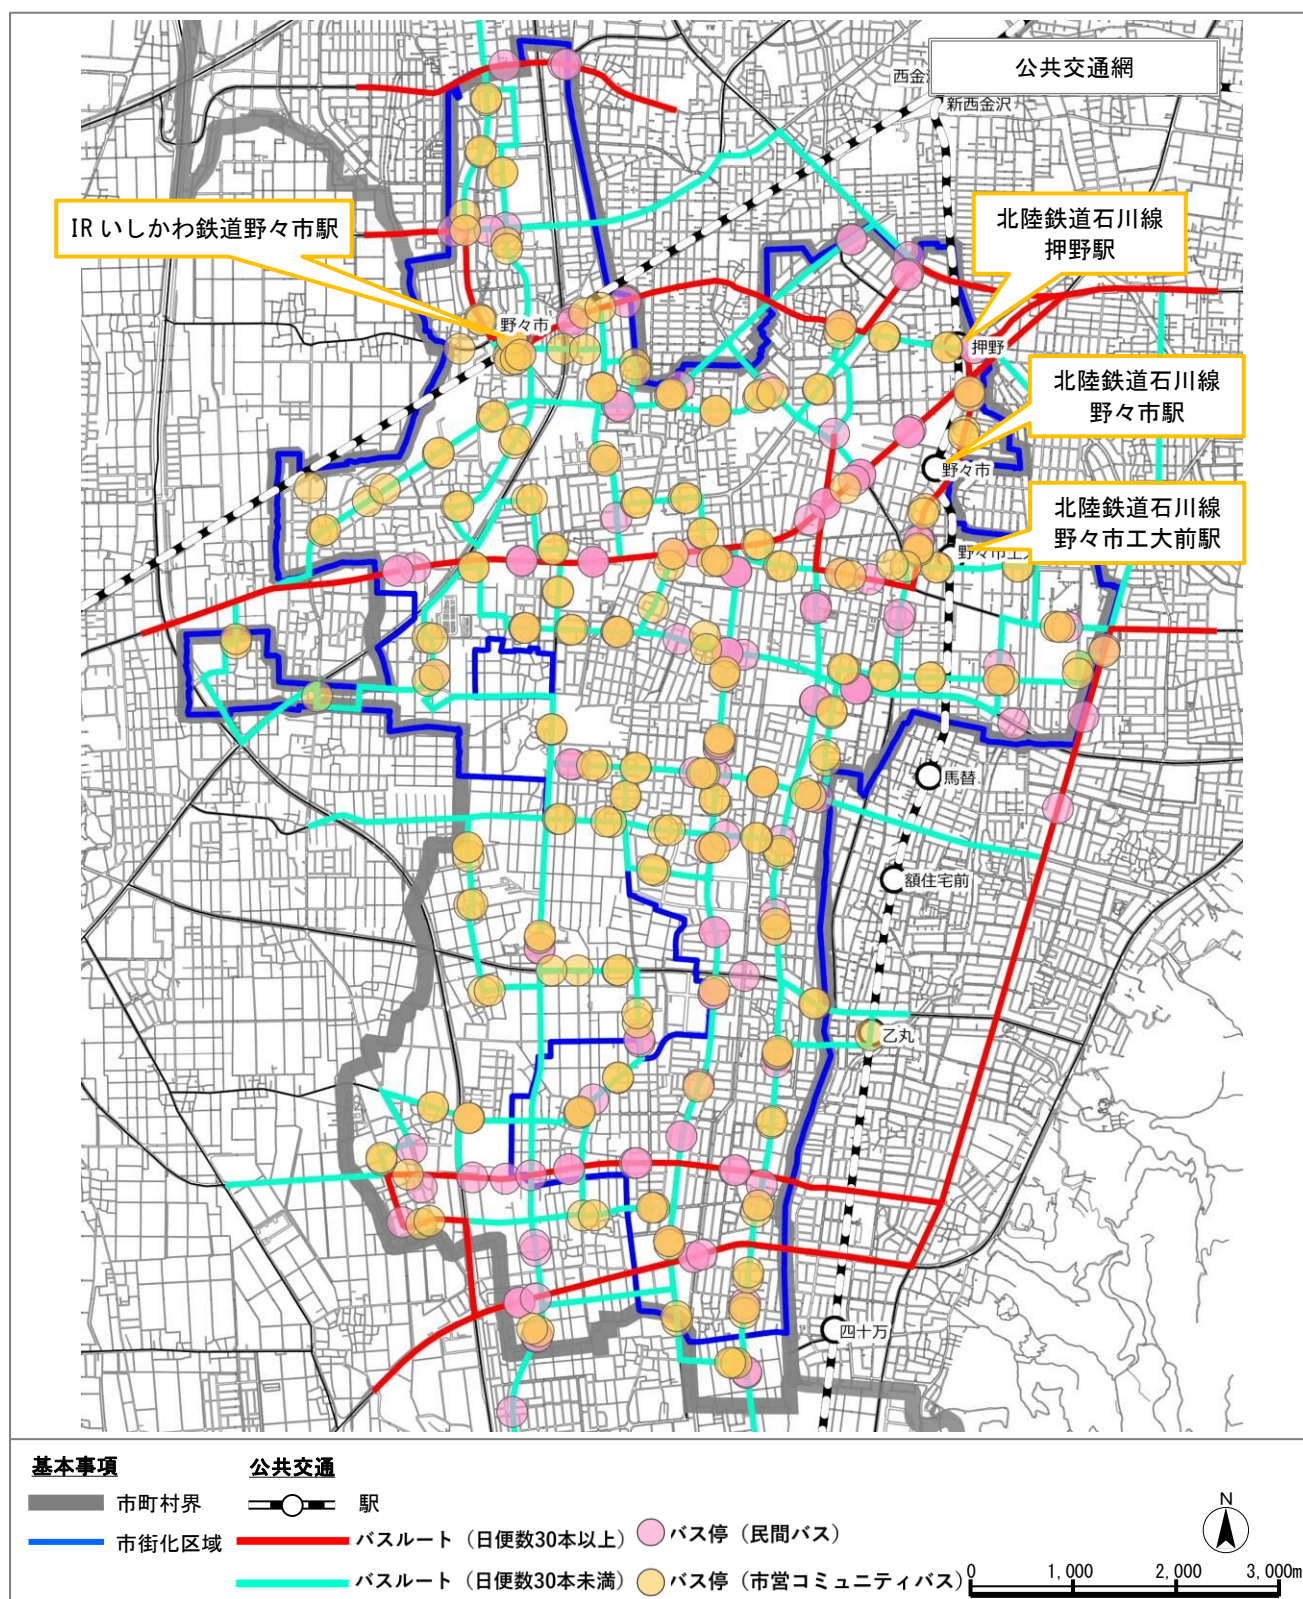 公共交通網
西金沢
新西金沢
IRいしかわ鉄道野々市駅
北陸鉄道石川線
押野駅
野々市
押野
北陸鉄道石川線
野々市駅
野々市
北陸鉄道石川線
野々市工大前駅
野々市工
馬替
額住宅前
乙丸
四十万
基本事項
公共交通
市町村界
駅
市街化区域
バスルート（日便数30本以上）
バス停（民間バス）
バスルート（日便数30本未満）
バス停（市営コミュニティバス）
N
0 1,000 2,000 3,000m